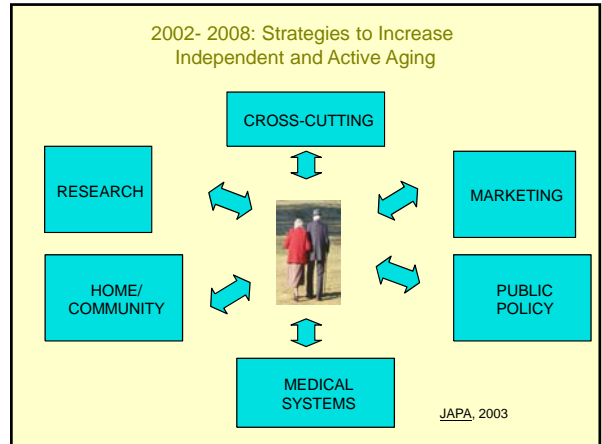 2002- 2008: Strategies to Increase
Independent and Active Aging
CROSS-CUTTING
RESEARCH
MARKETING
HOME/
COMMUNITY
PUBLIC
POLICY
MEDICAL
SYSTEMS
JAPA, 2003